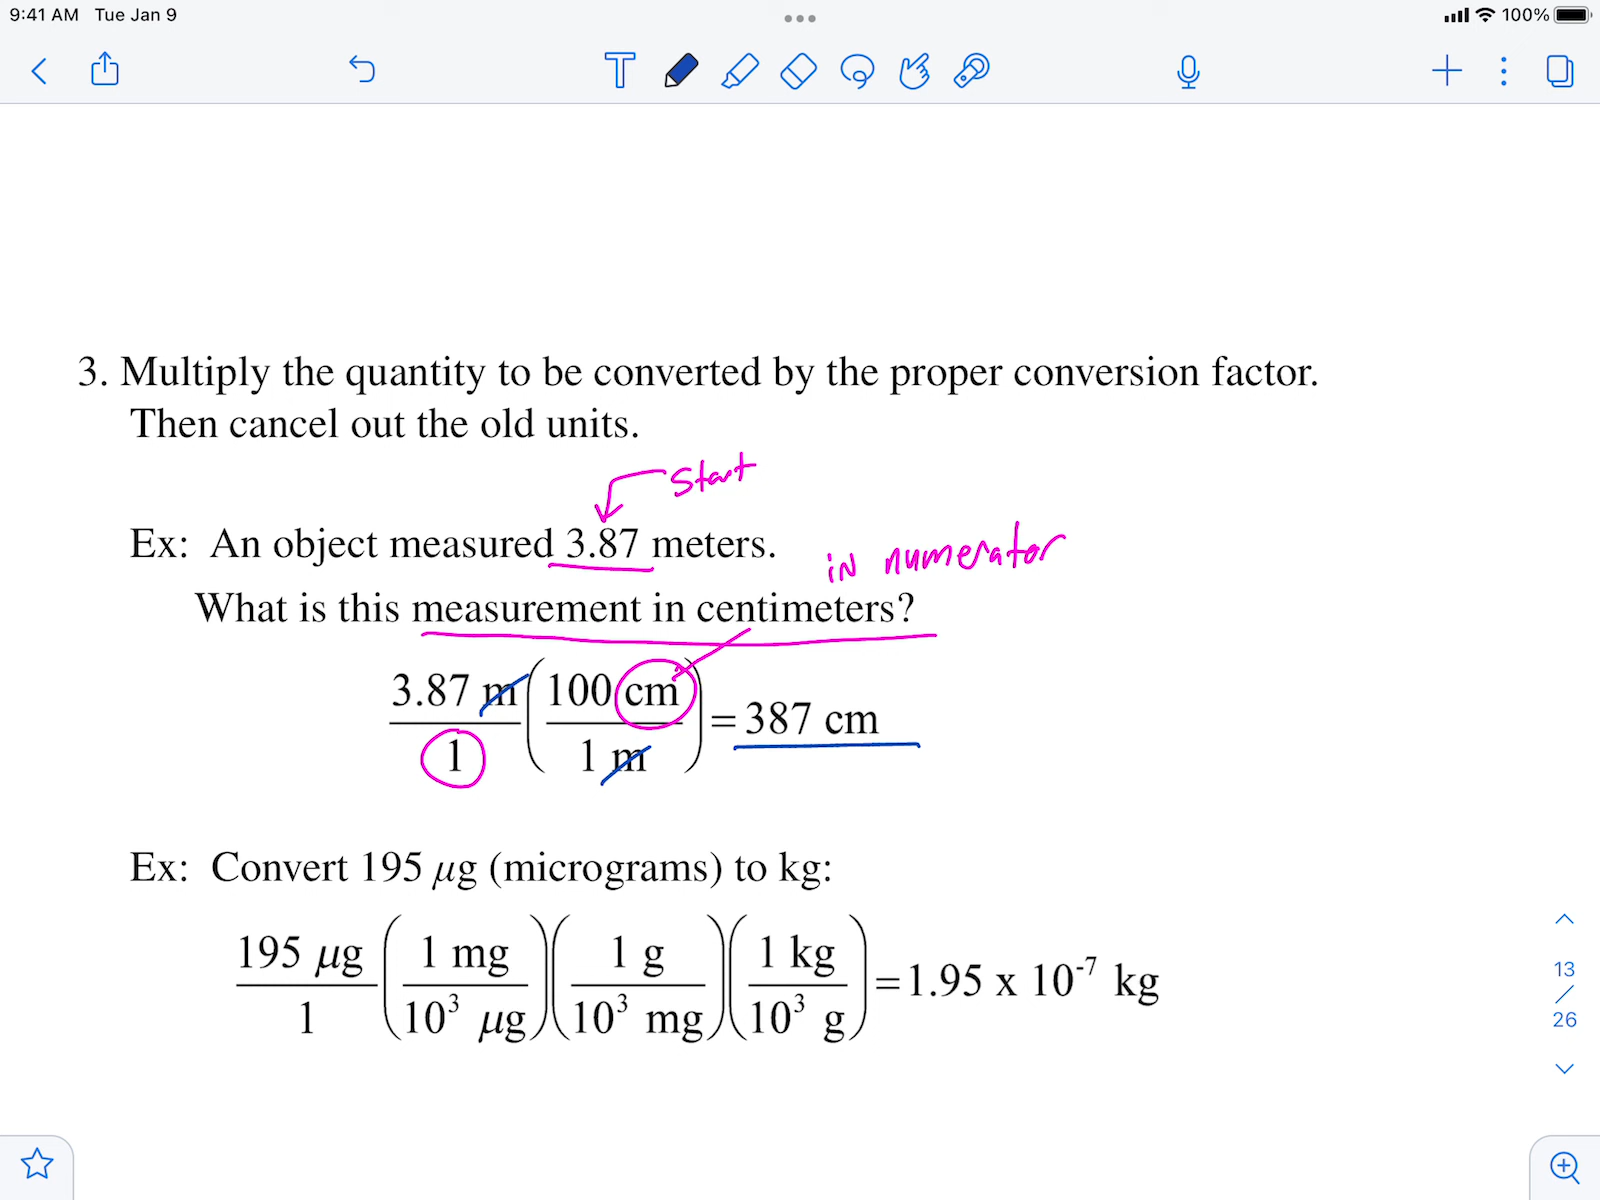 9:41 AM Tue Jan 9
100%
T
3. Multiply the quantity to be converted by the proper conversion factor.
Then cancel out the old units.
Start
Ex: An object measured 3.87 meters.
in numerator
What is this measurement in centimeters?
3.87 m / 1 (100 cm / 1 m) = 387 cm
Ex: Convert 195 μg (micrograms) to kg:
195 μg / 1 (1 mg / 10³ μg)(1 g / 10³ mg)(1 kg / 10³ g) = 1.95 x 10⁻⁷ kg
13
/
26